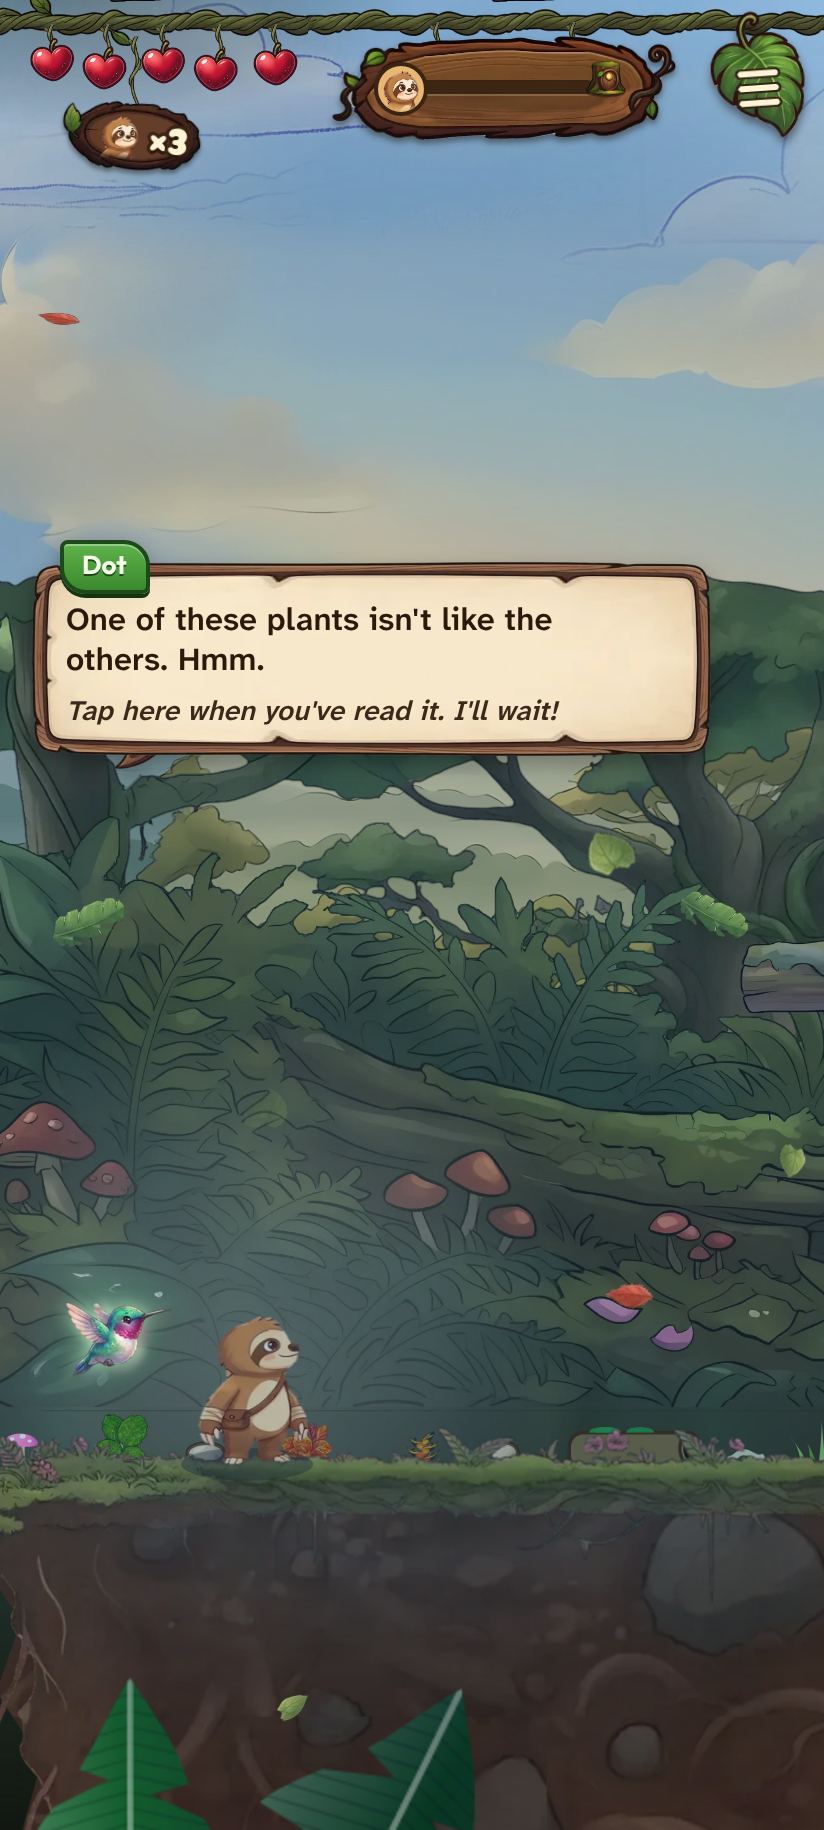 ×3
Dot
One of these plants isn't like the
others. Hmm.
Tap here when you've read it. I'll wait!